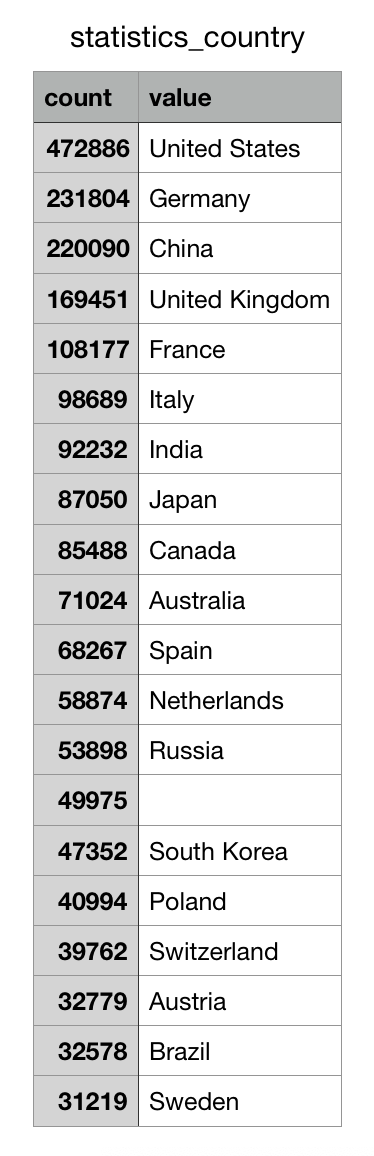 statistics_country
count value
472886 United States
231804 Germany
220090 China
169451 United Kingdom
108177 France
98689 Italy
92232 India
87050 Japan
85488 Canada
71024 Australia
68267 Spain
58874 Netherlands
53898 Russia
49975
47352 South Korea
40994 Poland
39762 Switzerland
32779 Austria
32578 Brazil
31219 Sweden